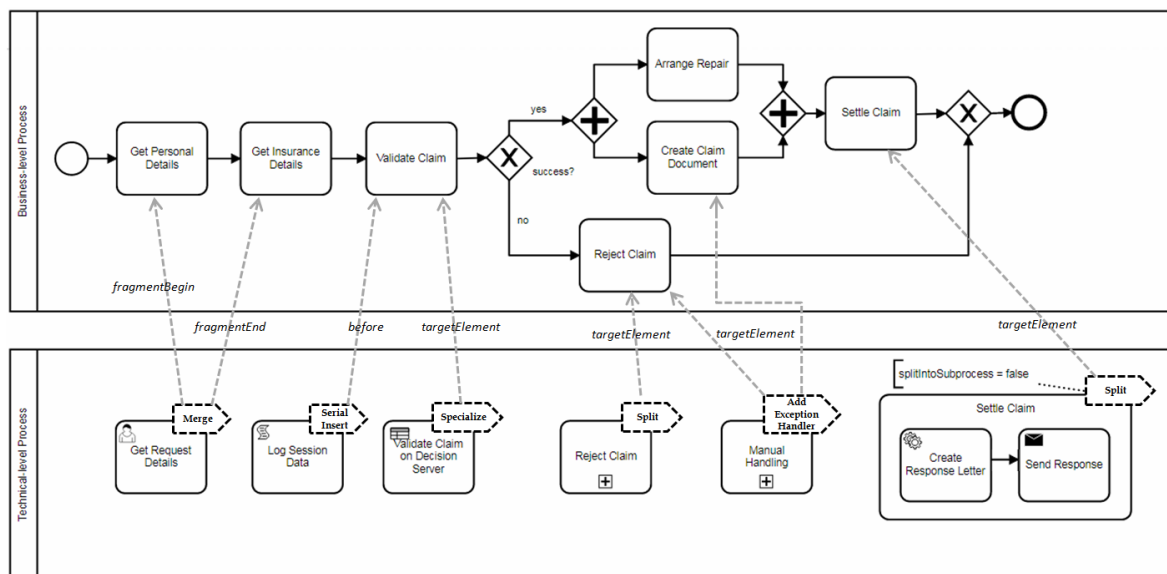 Business-level Process
Get Personal
Details
Get Insurance
Details
Validate Claim
yes
success?
no
Arrange Repair
Create Claim
Document
Settle Claim
Reject Claim
fragmentBegin
fragmentEnd
before
targetElement
targetElement
targetElement
targetElement
Technical-level Process
Merge
Get Request
Details
Serial
Insert
Log Session
Data
Specialize
Validate Claim
on Decision
Server
Split
Reject Claim
Add
Exception
Handler
Manual
Handling
splitIntoSubprocess = false
Split
Settle Claim
Create
Response Letter
Send Response